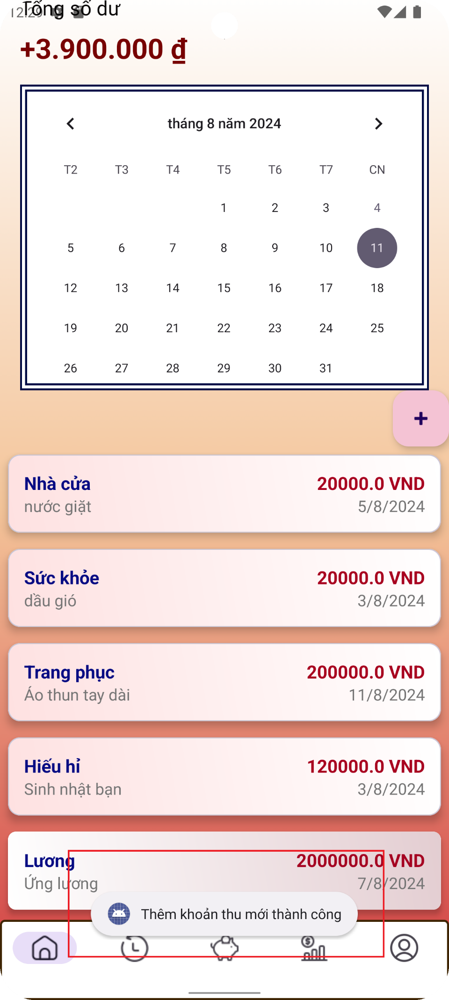 12:29
Tổng số dư
+3.900.000 ₫
tháng 8 năm 2024
T2 T3 T4 T5 T6 T7 CN
1 2 3 4
5 6 7 8 9 10 11
12 13 14 15 16 17 18
19 20 21 22 23 24 25
26 27 28 29 30 31
+
Nhà cửa 20000.0 VND
nước giặt 5/8/2024
Sức khỏe 20000.0 VND
dầu gió 3/8/2024
Trang phục 200000.0 VND
Áo thun tay dài 11/8/2024
Hiếu hỉ 120000.0 VND
Sinh nhật bạn 3/8/2024
Lương 2000000.0 VND
Ứng lương 7/8/2024
Thêm khoản thu mới thành công